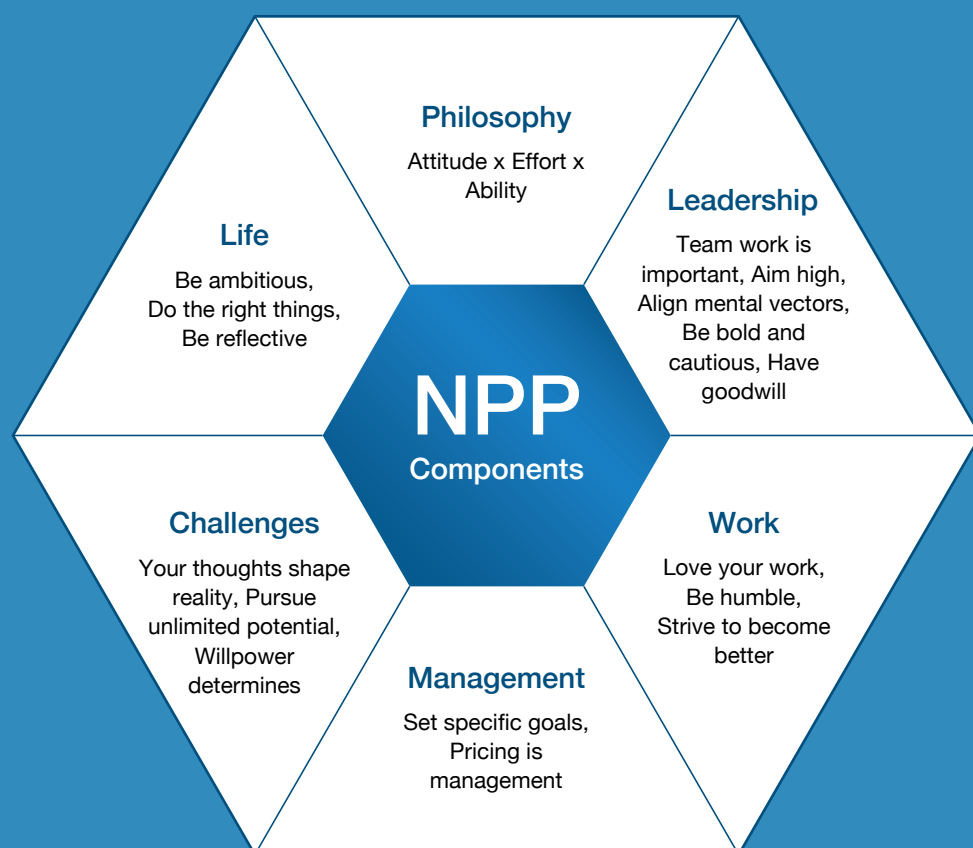 Philosophy
Attitude x Effort x
Ability
Leadership
Team work is
important, Aim high,
Align mental vectors,
Be bold and
cautious, Have
goodwill
Life
Be ambitious,
Do the right things,
Be reflective
NPP
Components
Challenges
Your thoughts shape
reality, Pursue
unlimited potential,
Willpower
determines
Work
Love your work,
Be humble,
Strive to become
better
Management
Set specific goals,
Pricing is
management